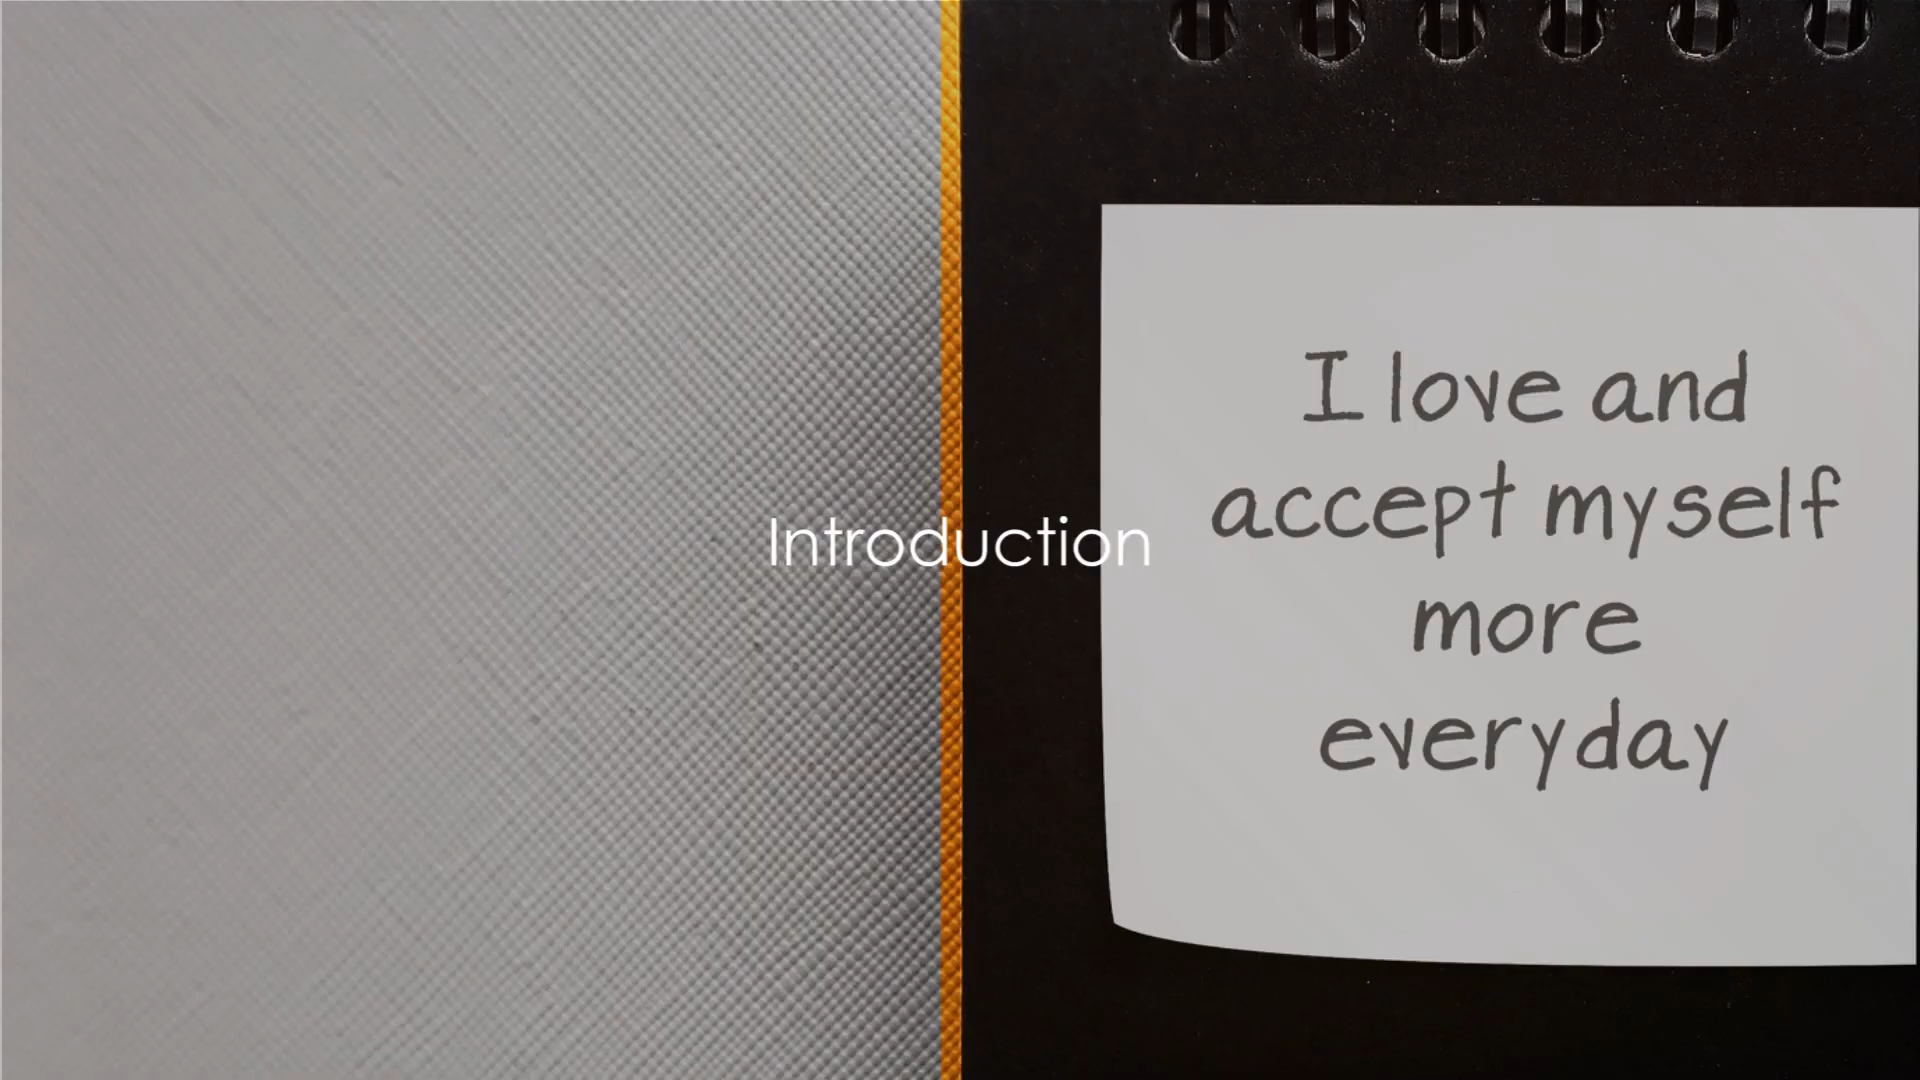 Introduction
I love and
accept myself
more
everyday